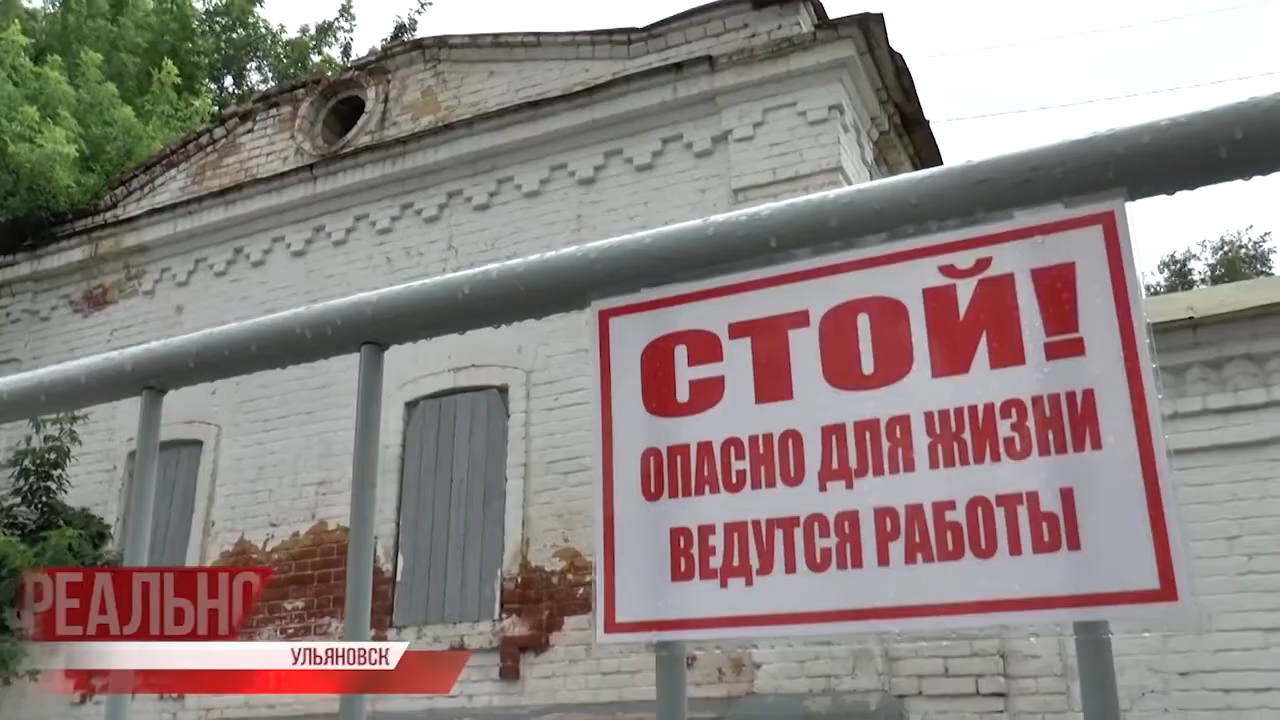 СТОЙ!
ОПАСНО ДЛЯ ЖИЗНИ
ВЕДУТСЯ РАБОТЫ
РЕАЛЬНО
УЛЬЯНОВСК